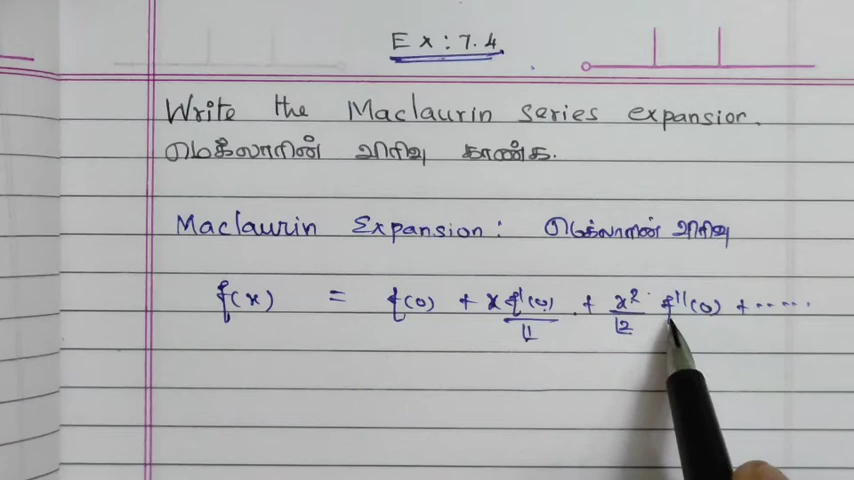 Ex: 7.4
Write the Maclaurin series expansion.
மெக்லாரின் விரிவு காண்க.
Maclaurin Expansion: மெக்லாரின் விரிவு
f(x) = f(0) + x f'(0)/⌊1 + x²/⌊2 f''(0) + ......